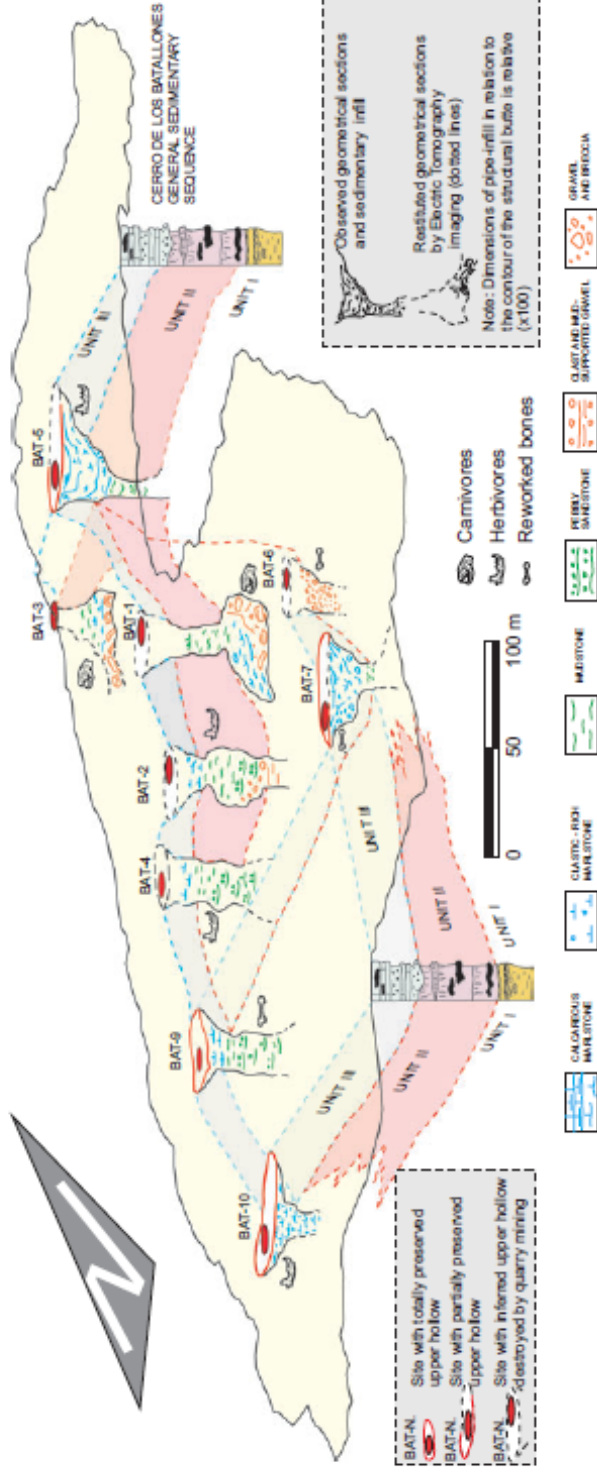 CERRO DE LOS BATALLONES
GENERAL SEDIMENTARY
SEQUENCE
UNIT III
UNIT II
UNIT I
BAT-5
BAT-3
BAT-1
BAT-6
BAT-7
BAT-2
BAT-4
BAT-9
BAT-10
UNIT III
UNIT III
UNIT II
UNIT I
UNIT II
UNIT I
Carnivores
Herbivores
Reworked bones
0 50 100 m
N
Observed geometrical sections
and sedimentary infill
Restituted geometrical sections
by Electric Tomography
imaging (dotted lines)
Note: Dimensions of pipe-infill in relation to
the contour of the structural butte is relative
(x100)
BAT-N. Site with totally preserved
upper hollow
BAT-N. Site with partially preserved
upper hollow
BAT-N. Site with inferred upper hollow
destroyed by quarry mining
CALCAREOUS
MARLSTONE
CLASTIC - RICH
MARLSTONE
MUDSTONE
PEBBLY
SANDSTONE
CLAST AND MUD-
SUPPORTED GRAVEL
GRAVEL
AND BRECCIA